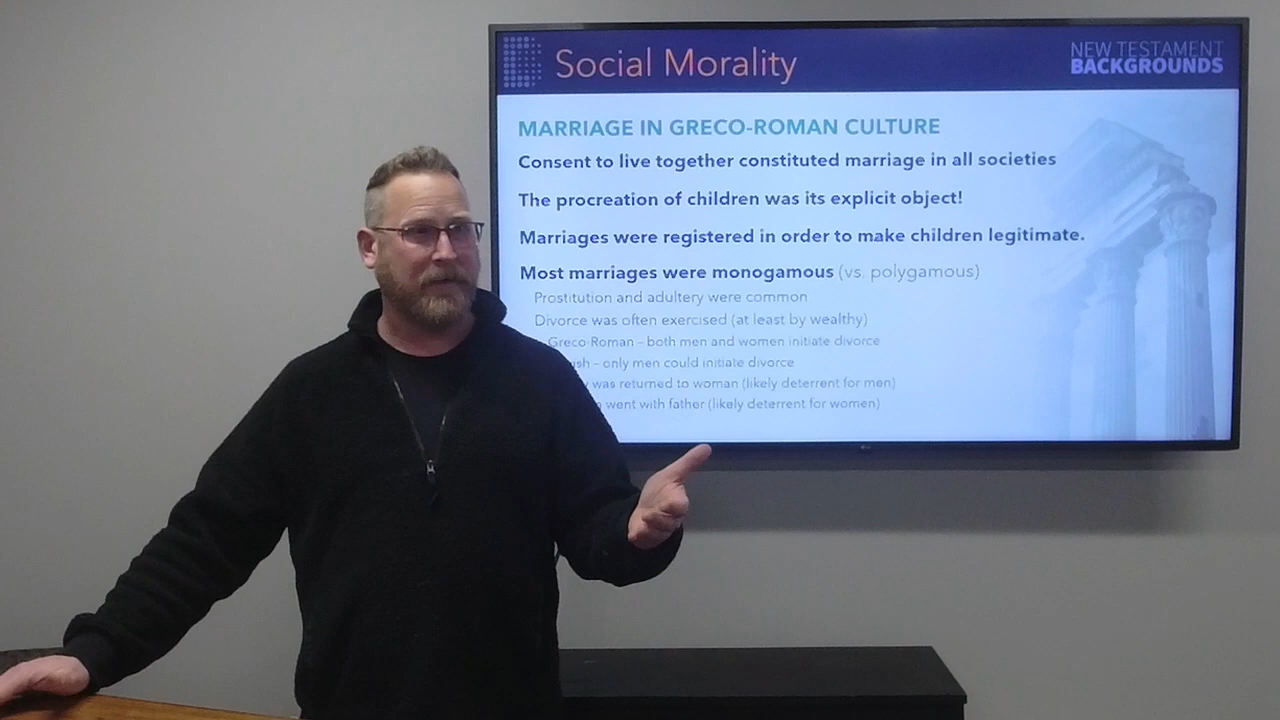 Social Morality
NEW TESTAMENT
BACKGROUNDS
MARRIAGE IN GRECO-ROMAN CULTURE
Consent to live together constituted marriage in all societies
The procreation of children was its explicit object!
Marriages were registered in order to make children legitimate.
Most marriages were monogamous (vs. polygamous)
Prostitution and adultery were common
Divorce was often exercised (at least by wealthy)
Greco-Roman – both men and women initiate divorce
– only men could initiate divorce
was returned to woman (likely deterrent for men)
went with father (likely deterrent for women)